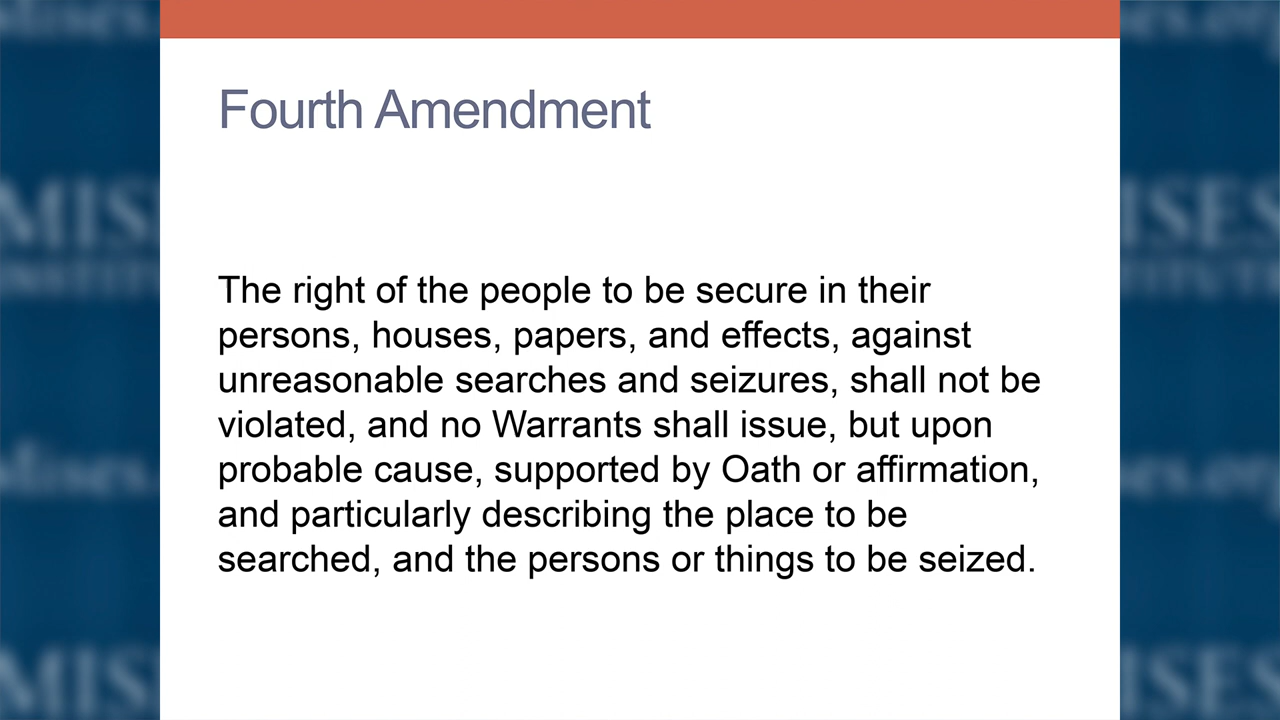 Fourth Amendment
The right of the people to be secure in their
persons, houses, papers, and effects, against
unreasonable searches and seizures, shall not be
violated, and no Warrants shall issue, but upon
probable cause, supported by Oath or affirmation,
and particularly describing the place to be
searched, and the persons or things to be seized.